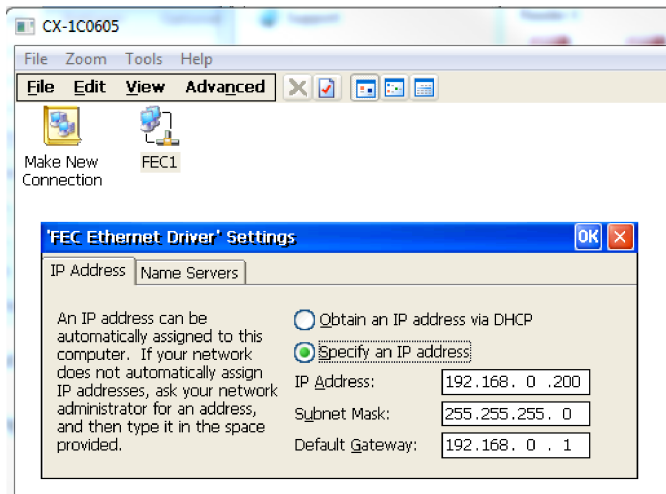 CX-1C0605
File Zoom Tools Help
File Edit View Advanced
Make New
Connection
FEC1
'FEC Ethernet Driver' Settings
OK
IP Address
Name Servers
An IP address can be
automatically assigned to this
computer. If your network
does not automatically assign
IP addresses, ask your network
administrator for an address,
and then type it in the space
provided.
Obtain an IP address via DHCP
Specify an IP address
IP Address: 192.168. 0 .200
Subnet Mask: 255.255.255. 0
Default Gateway: 192.168. 0 . 1